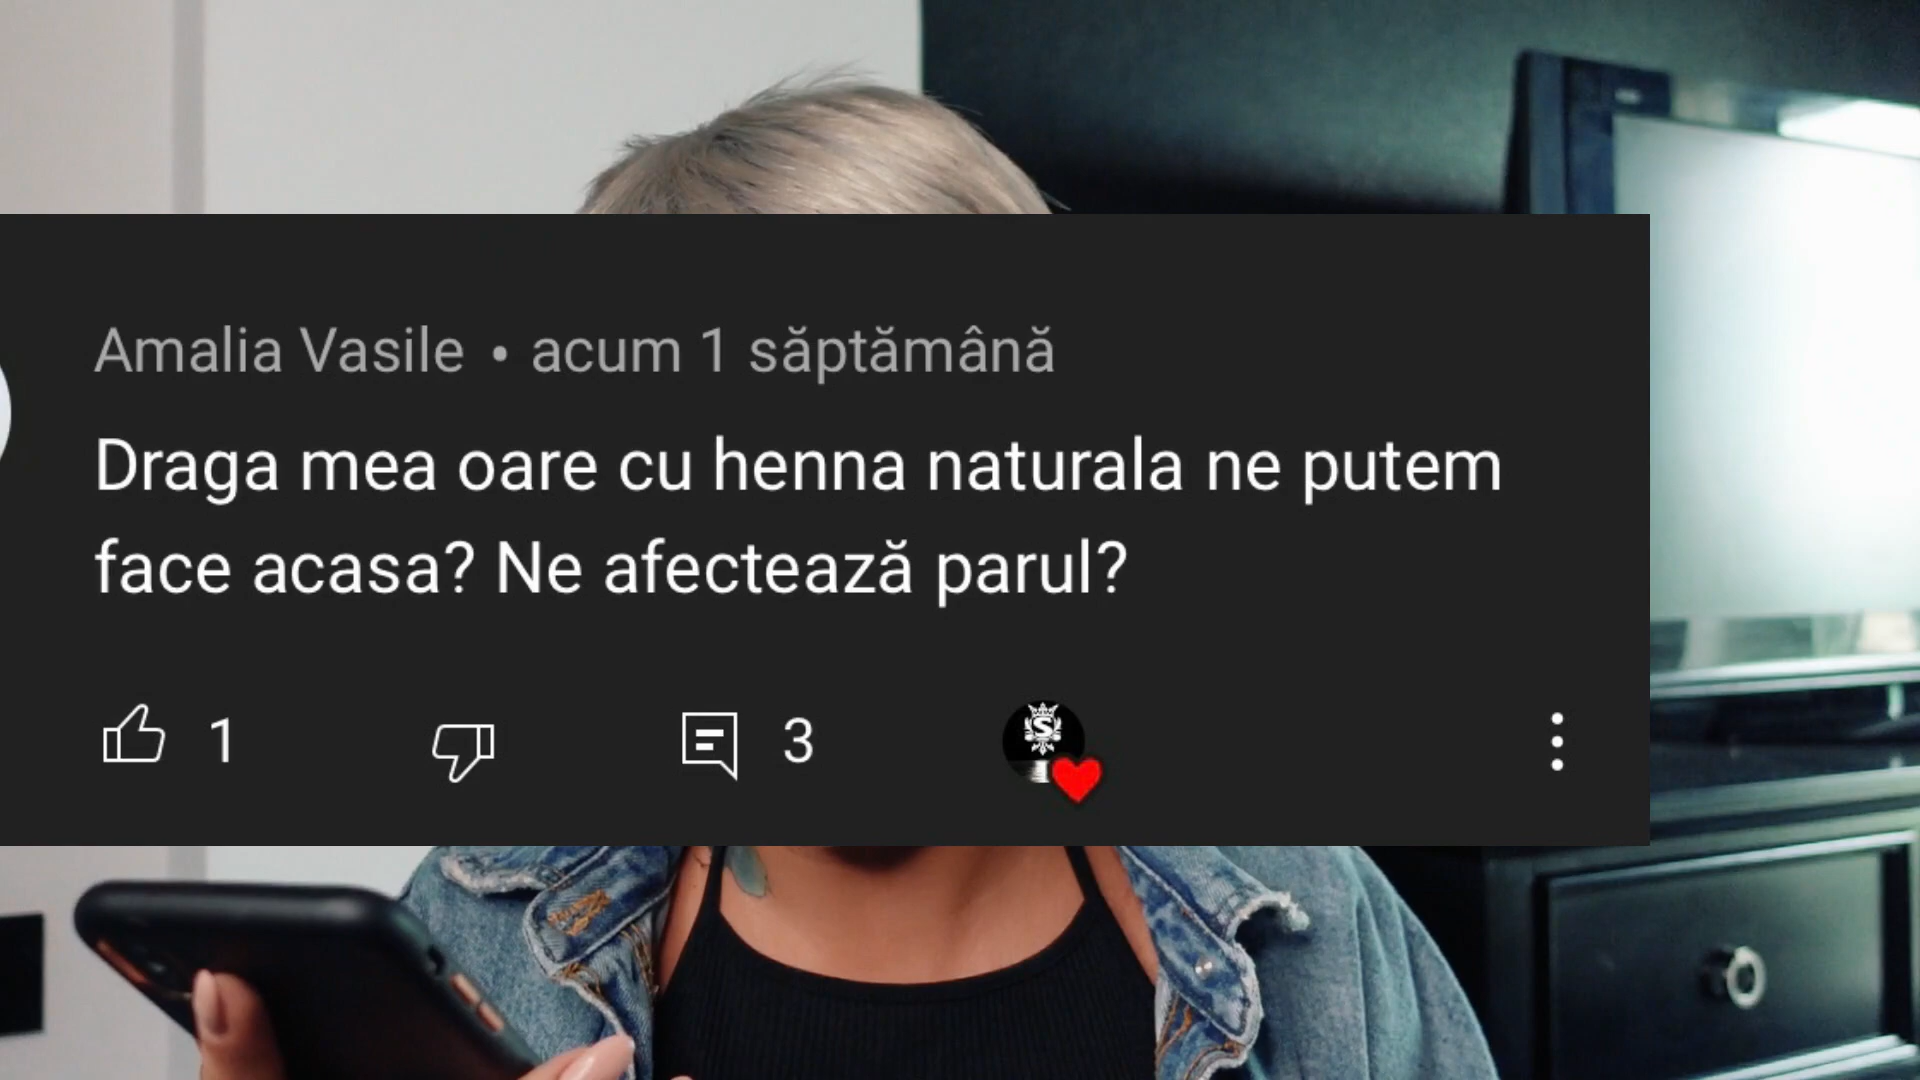 Amalia Vasile • acum 1 săptămână
Draga mea oare cu henna naturala ne putem
face acasa? Ne afectează parul?
1 3
S